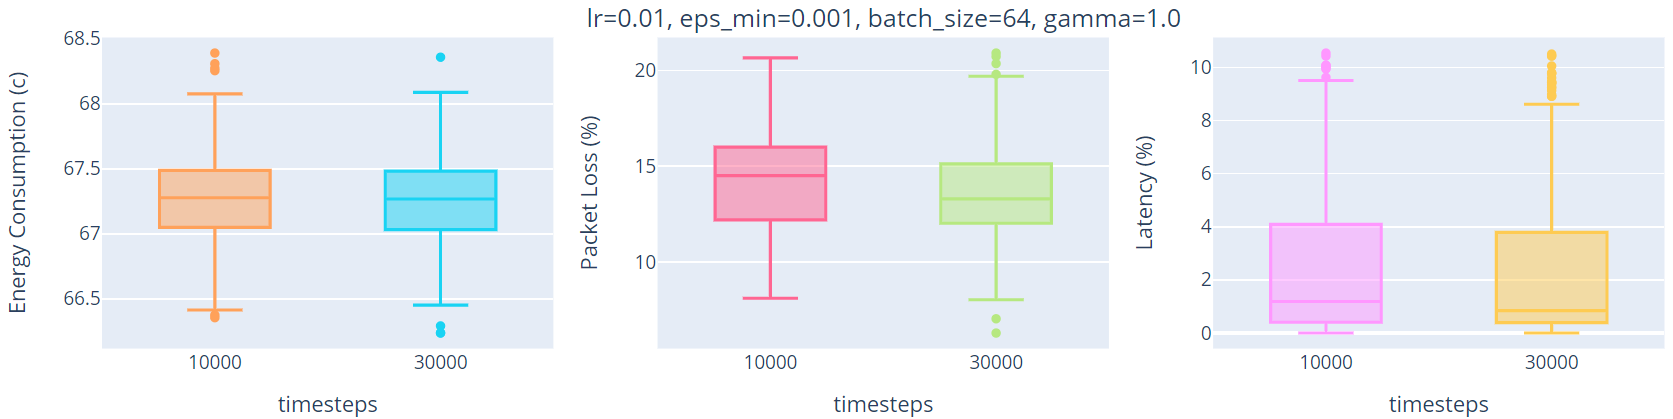 lr=0.01, eps_min=0.001, batch_size=64, gamma=1.0
Energy Consumption (c)
68.5
68
67.5
67
66.5
10000
30000
timesteps
Packet Loss (%)
20
15
10
10000
30000
timesteps
Latency (%)
10
8
6
4
2
0
10000
30000
timesteps